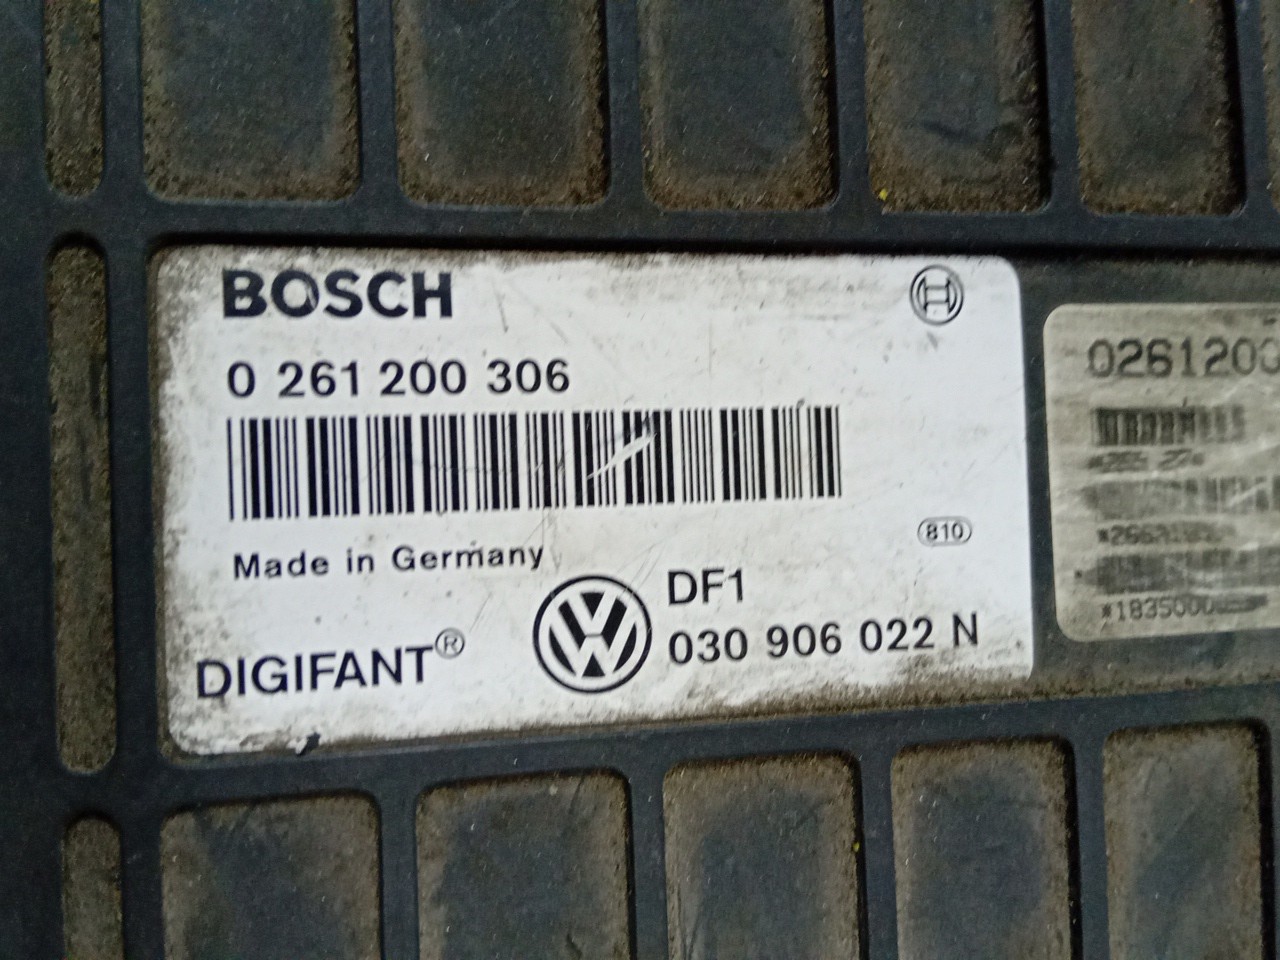 BOSCH
0 261 200 306
Made in Germany
810
DIGIFANT®
DF1
030 906 022 N
0261200